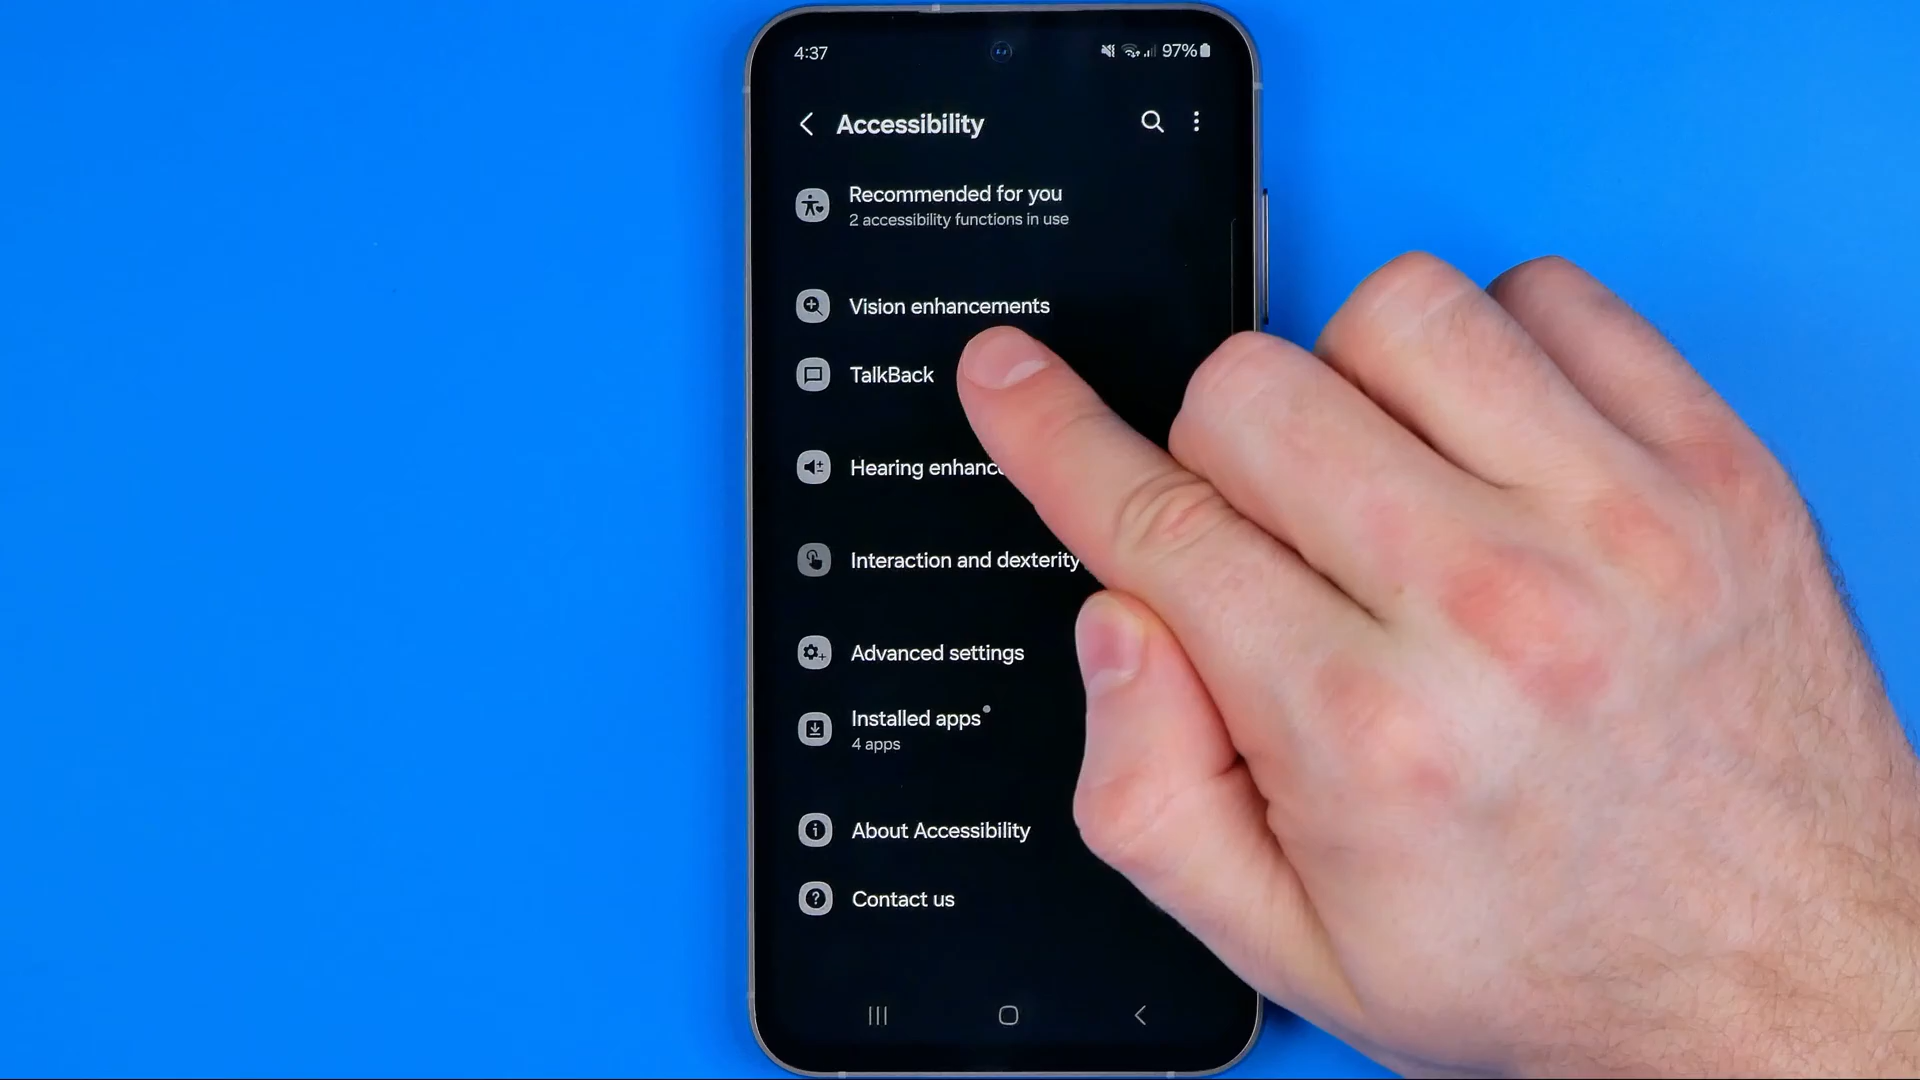 4:37
97%
Accessibility
Recommended for you
2 accessibility functions in use
Vision enhancements
TalkBack
Hearing enhanc
Interaction and dexterity
Advanced settings
Installed apps
4 apps
About Accessibility
Contact us